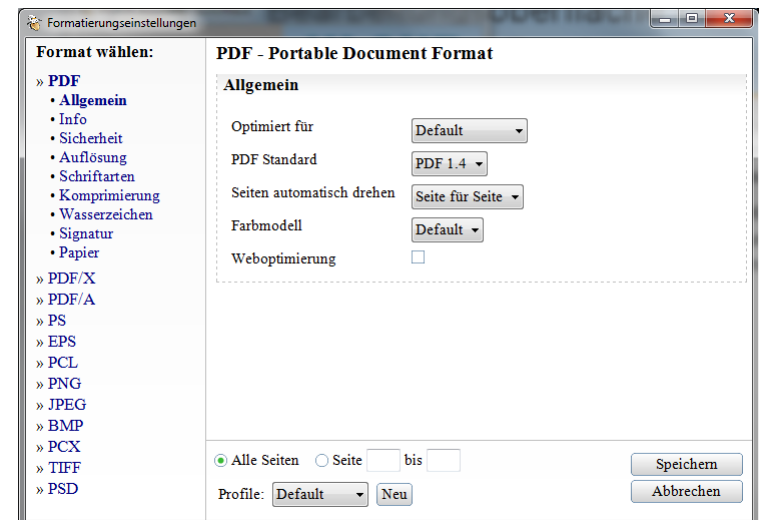 Formatierungseinstellungen
Format wählen:
» PDF
• Allgemein
• Info
• Sicherheit
• Auflösung
• Schriftarten
• Komprimierung
• Wasserzeichen
• Signatur
• Papier
» PDF/X
» PDF/A
» PS
» EPS
» PCL
» PNG
» JPEG
» BMP
» PCX
» TIFF
» PSD
PDF - Portable Document Format
Allgemein
Optimiert für Default
PDF Standard PDF 1.4
Seiten automatisch drehen Seite für Seite
Farbmodell Default
Weboptimierung
Alle Seiten Seite bis
Profile: Default Neu
Speichern
Abbrechen